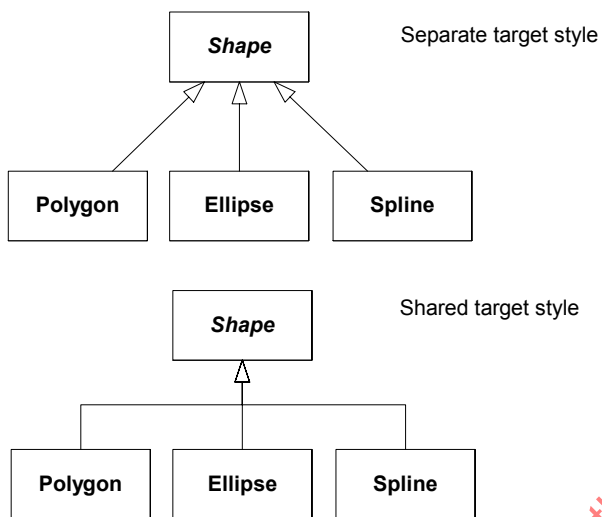 Shape
Separate target style
Polygon
Ellipse
Spline
Shape
Shared target style
Polygon
Ellipse
Spline